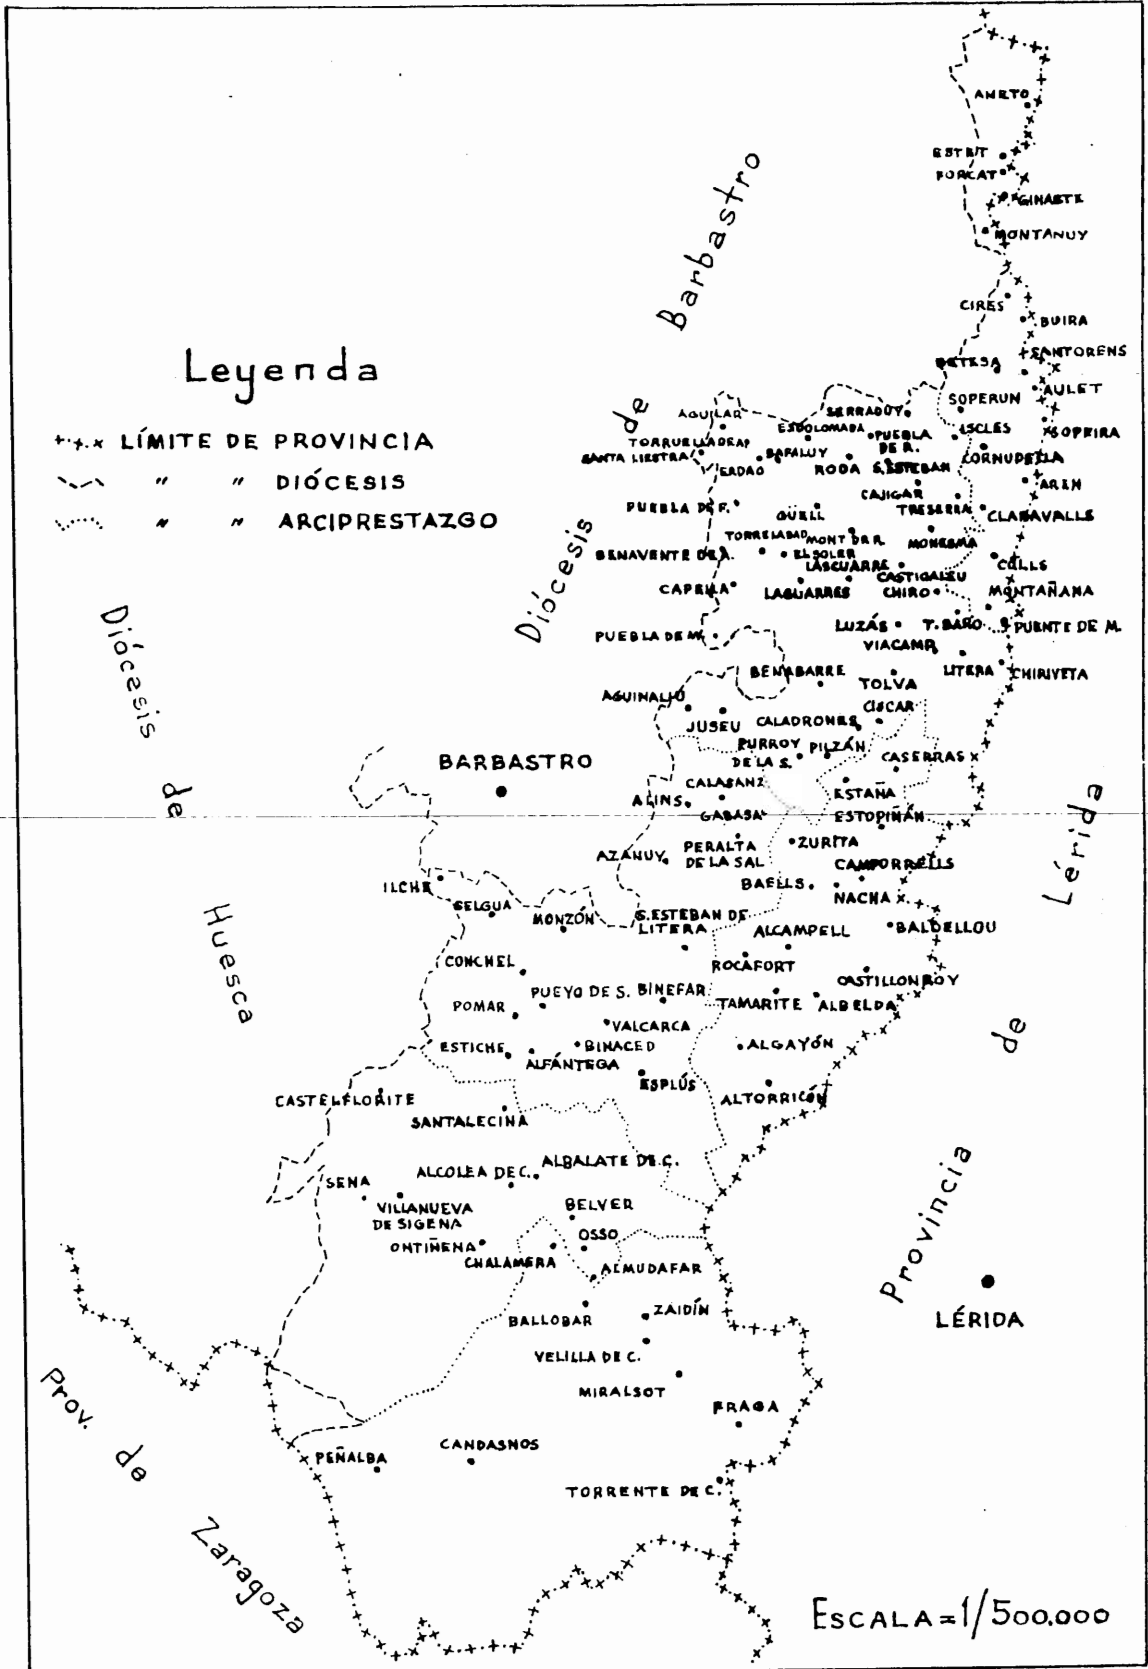 ANETO
ESTET
FORCAT
GINASTE
MONTANUY
Diócesis de Barbastro
CIRES
BUIRA
Leyenda
LÍMITE DE PROVINCIA
" " DIÓCESIS
" " ARCIPRESTAZGO
SANTORENS
BETESA
AULET
SOPERUN
AGUILAR
SERRADUY
ESDOLOMADA
ISCLES
SOPEIRA
PUEBLA
DE R.
SANTA LIESTRA
ERDAO
BAFALUY
RODA
S. ESTEBAN
CORNUDELLA
CAJIGAR
AREN
PUEBLA DE F.
GÜELL
TRESERRA
CLARAVALLS
TORRELABAD
MONT DE R.
MONESMA
BENAVENTE DE A.
EL SOLER
LASCUARRE
CASTIGALEU
COLLS
CAPELLA
LAGUARRES
CHIRO
MONTAÑANA
LUZÁS
T. BARO
PUENTE DE M.
PUEBLA DE M.
VIACAMP
BENABARRE
TOLVA
LITERA
CHIRIVETA
AGUINALIU
CISCAR
JUSEU
CALADRONES
PURROY
DE LA S.
PILZÁN
CASERRAS
BARBASTRO
CALASANZ
ESTAÑA
ALINS
GABASA
ESTOPIÑÁN
AZANUY
PERALTA
DE LA SAL
ZURITA
CAMPORRELLS
Diócesis de Huesca
ILCHE
BAELLS
NACHA
SELGUA
MONZÓN
S. ESTEBAN DE
LITERA
ALCAMPELL
BALDELLOU
CONCHEL
ROCAFORT
CASTILLONROY
POMAR
PUEYO DE S.
BINEFAR
TAMARITE
ALBELDA
VALCARCA
ESTICHE
ALFÁNTEGA
BINACED
ALGAYÓN
ESPLÚS
CASTELFLORITE
ALTORRICÓN
SANTALECINA
SENA
ALCOLEA DE C.
ALBALATE DE C.
VILLANUEVA
DE SIGENA
BELVER
ONTIÑENA
OSSO
CHALAMERA
ALMUDAFAR
Provincia de Lérida
BALLOBAR
ZAIDÍN
LÉRIDA
VELILLA DE C.
MIRALSOT
FRAGA
Prov. de Zaragoza
PEÑALBA
CANDASNOS
TORRENTE DE C.
ESCALA = 1/500.000